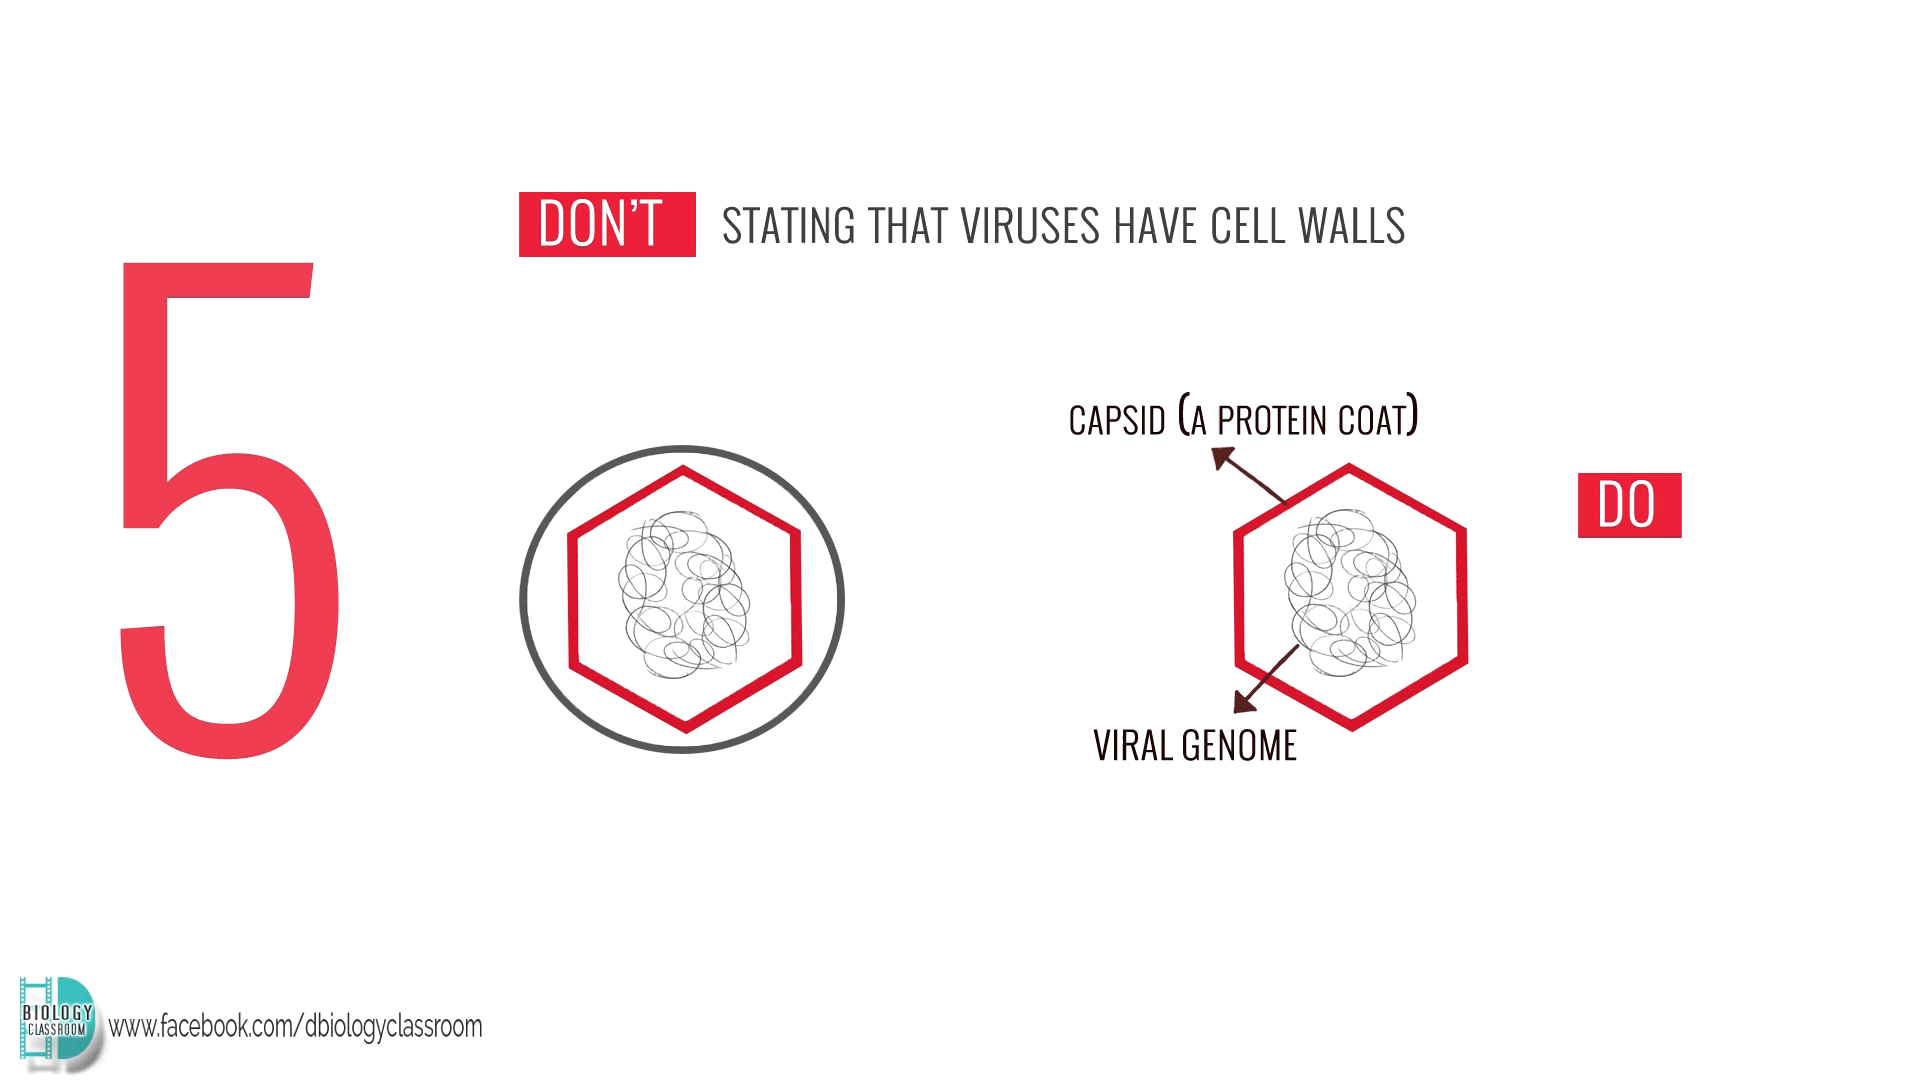 5
DON'T STATING THAT VIRUSES HAVE CELL WALLS
CAPSID (A PROTEIN COAT)
DO
VIRAL GENOME
BIOLOGY
CLASSROOM
www.facebook.com/dbiologyclassroom